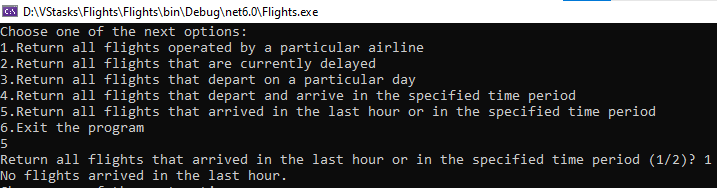 D:\VStasks\Flights\Flights\bin\Debug\net6.0\Flights.exe
Choose one of the next options:
1.Return all flights operated by a particular airline
2.Return all flights that are currently delayed
3.Return all flights that depart on a particular day
4.Return all flights that depart and arrive in the specified time period
5.Return all flights that arrived in the last hour or in the specified time period
6.Exit the program
5
Return all flights that arrived in the last hour or in the specified time period (1/2)? 1
No flights arrived in the last hour.